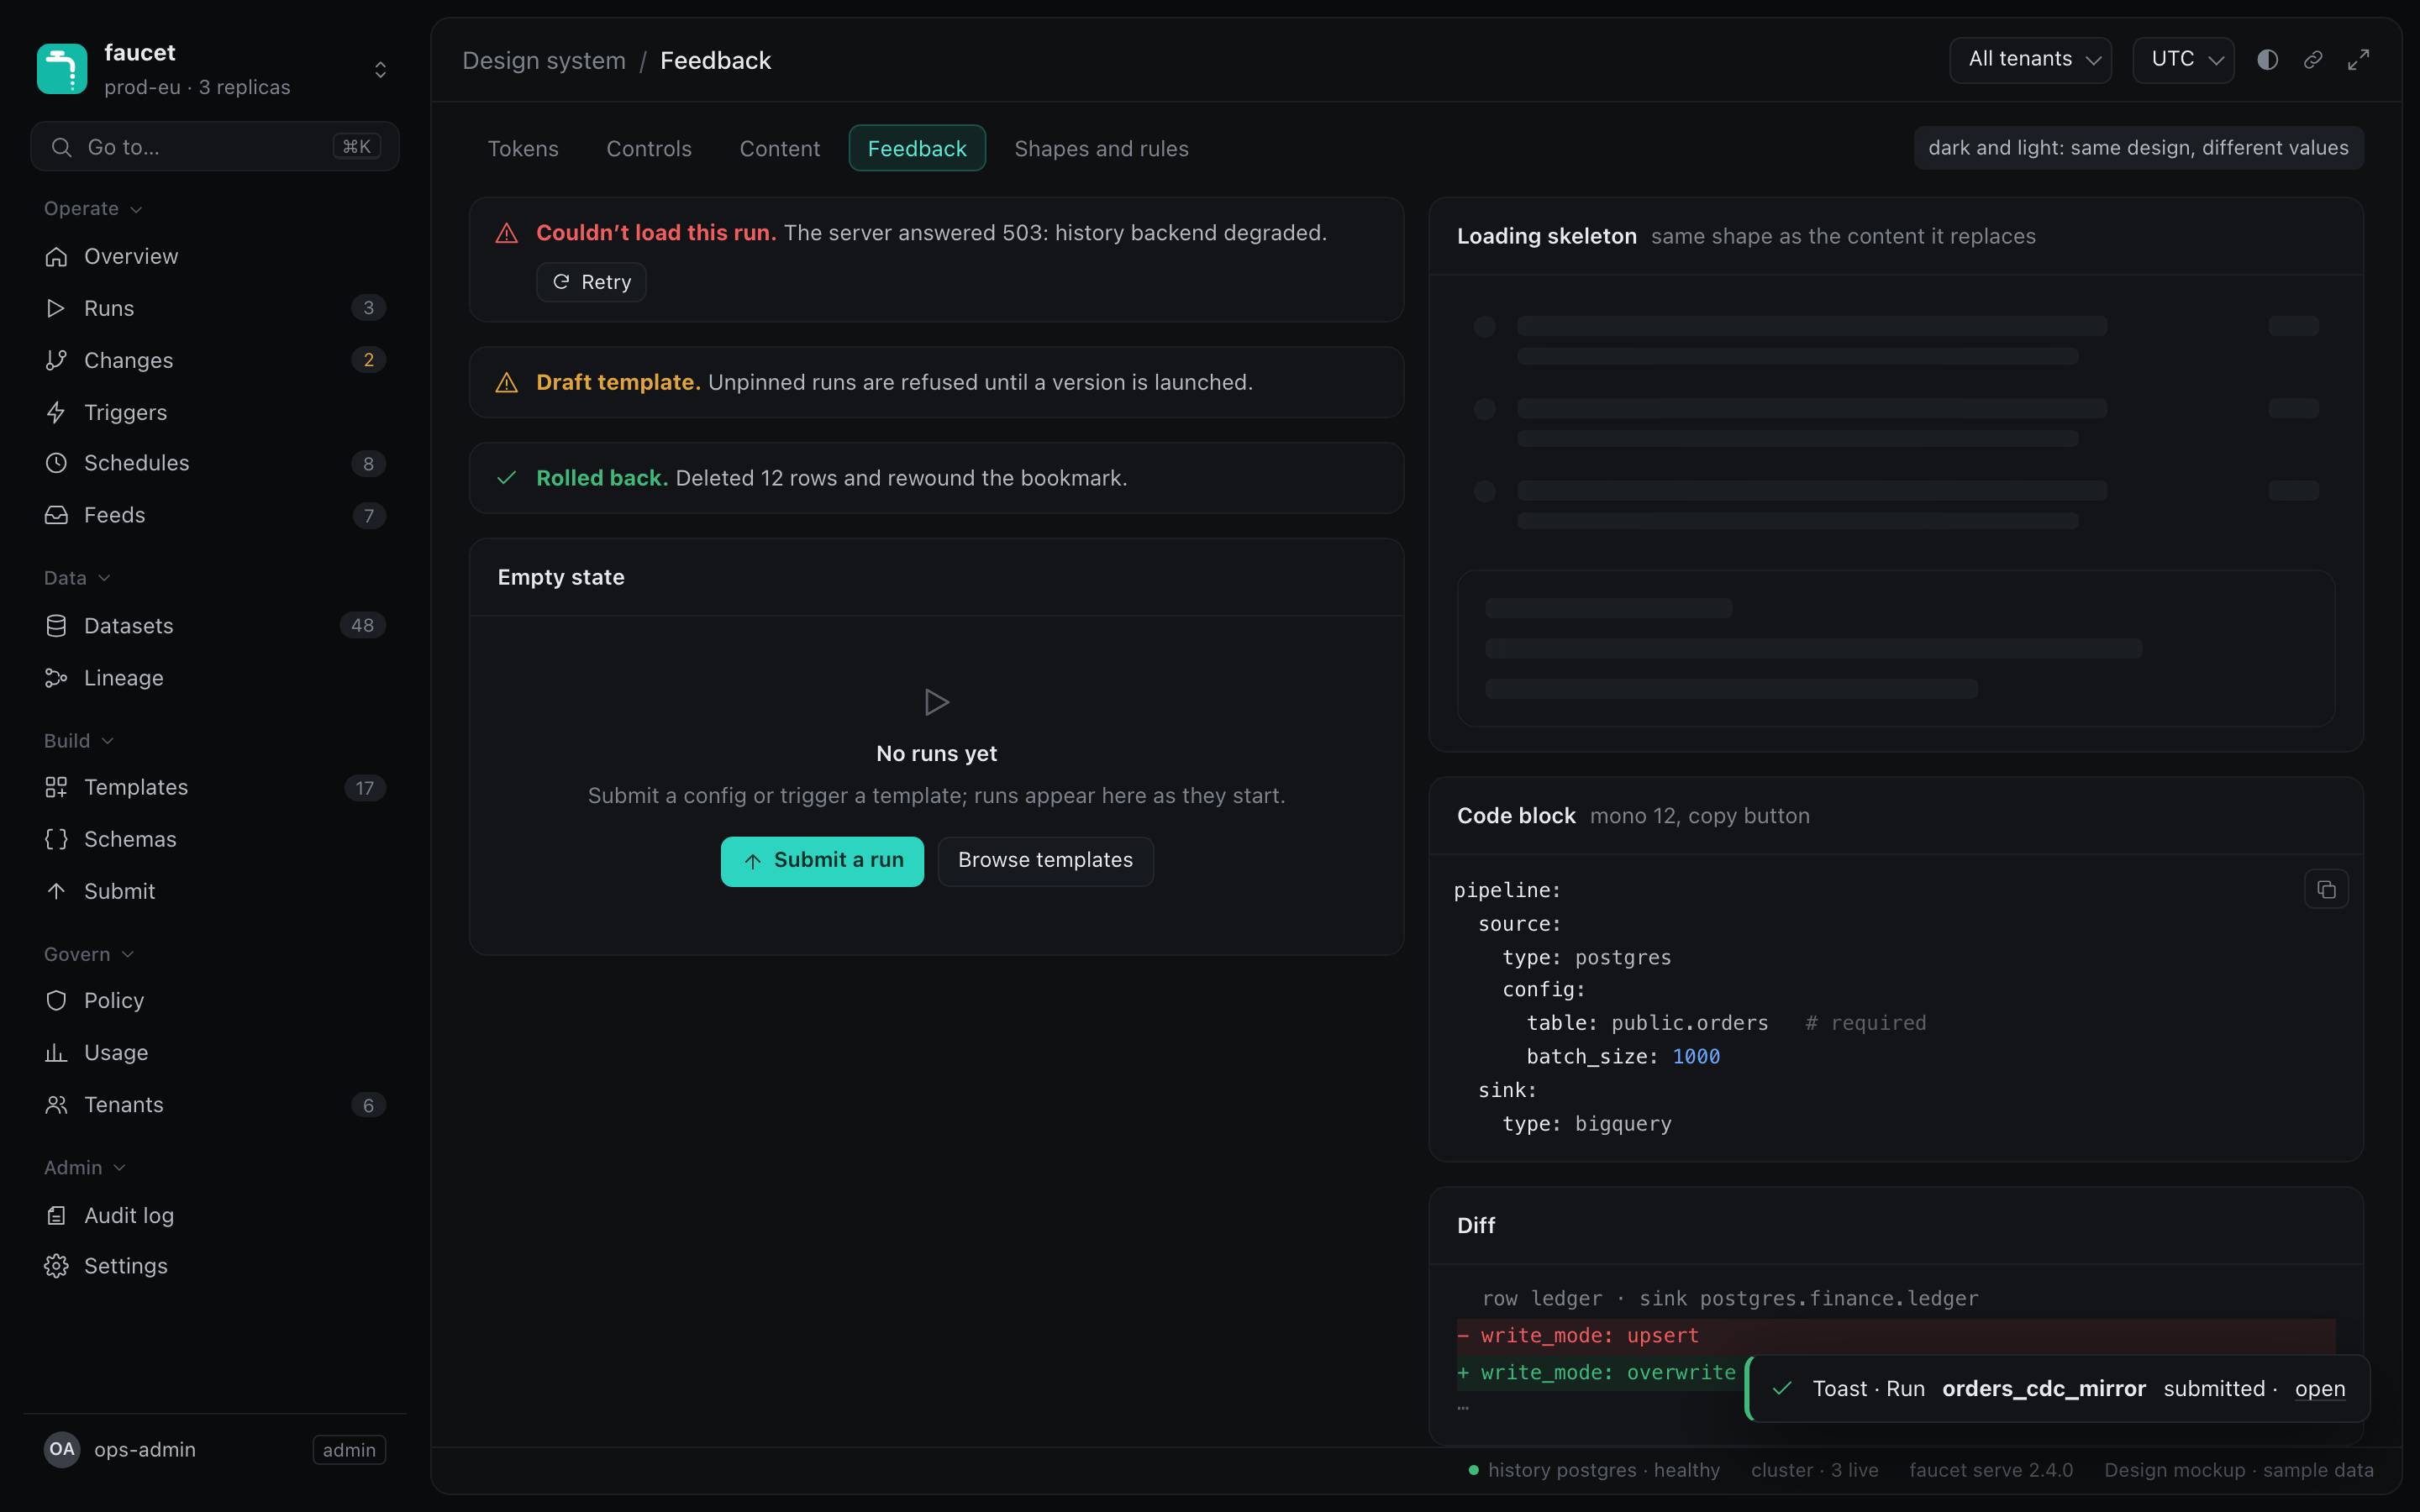 faucet
prod-eu · 3 replicas
Go to...
⌘K
Operate
Overview
Runs 3
Changes 2
Triggers
Schedules 8
Feeds 7
Data
Datasets 48
Lineage
Build
Templates 17
Schemas
Submit
Govern
Policy
Usage
Tenants 6
Admin
Audit log
Settings
OA ops-admin admin
Design system / Feedback
All tenants
UTC
Tokens Controls Content Feedback Shapes and rules
dark and light: same design, different values
Couldn’t load this run. The server answered 503: history backend degraded.
Retry
Draft template. Unpinned runs are refused until a version is launched.
Rolled back. Deleted 12 rows and rewound the bookmark.
Empty state
No runs yet
Submit a config or trigger a template; runs appear here as they start.
Submit a run
Browse templates
Loading skeleton same shape as the content it replaces
Code block mono 12, copy button
pipeline:
  source:
    type: postgres
    config:
      table: public.orders   # required
      batch_size: 1000
  sink:
    type: bigquery
Diff
row ledger · sink postgres.finance.ledger
− write_mode: upsert
+ write_mode: overwrite
…
Toast · Run orders_cdc_mirror submitted · open
history postgres · healthy
cluster · 3 live
faucet serve 2.4.0
Design mockup · sample data